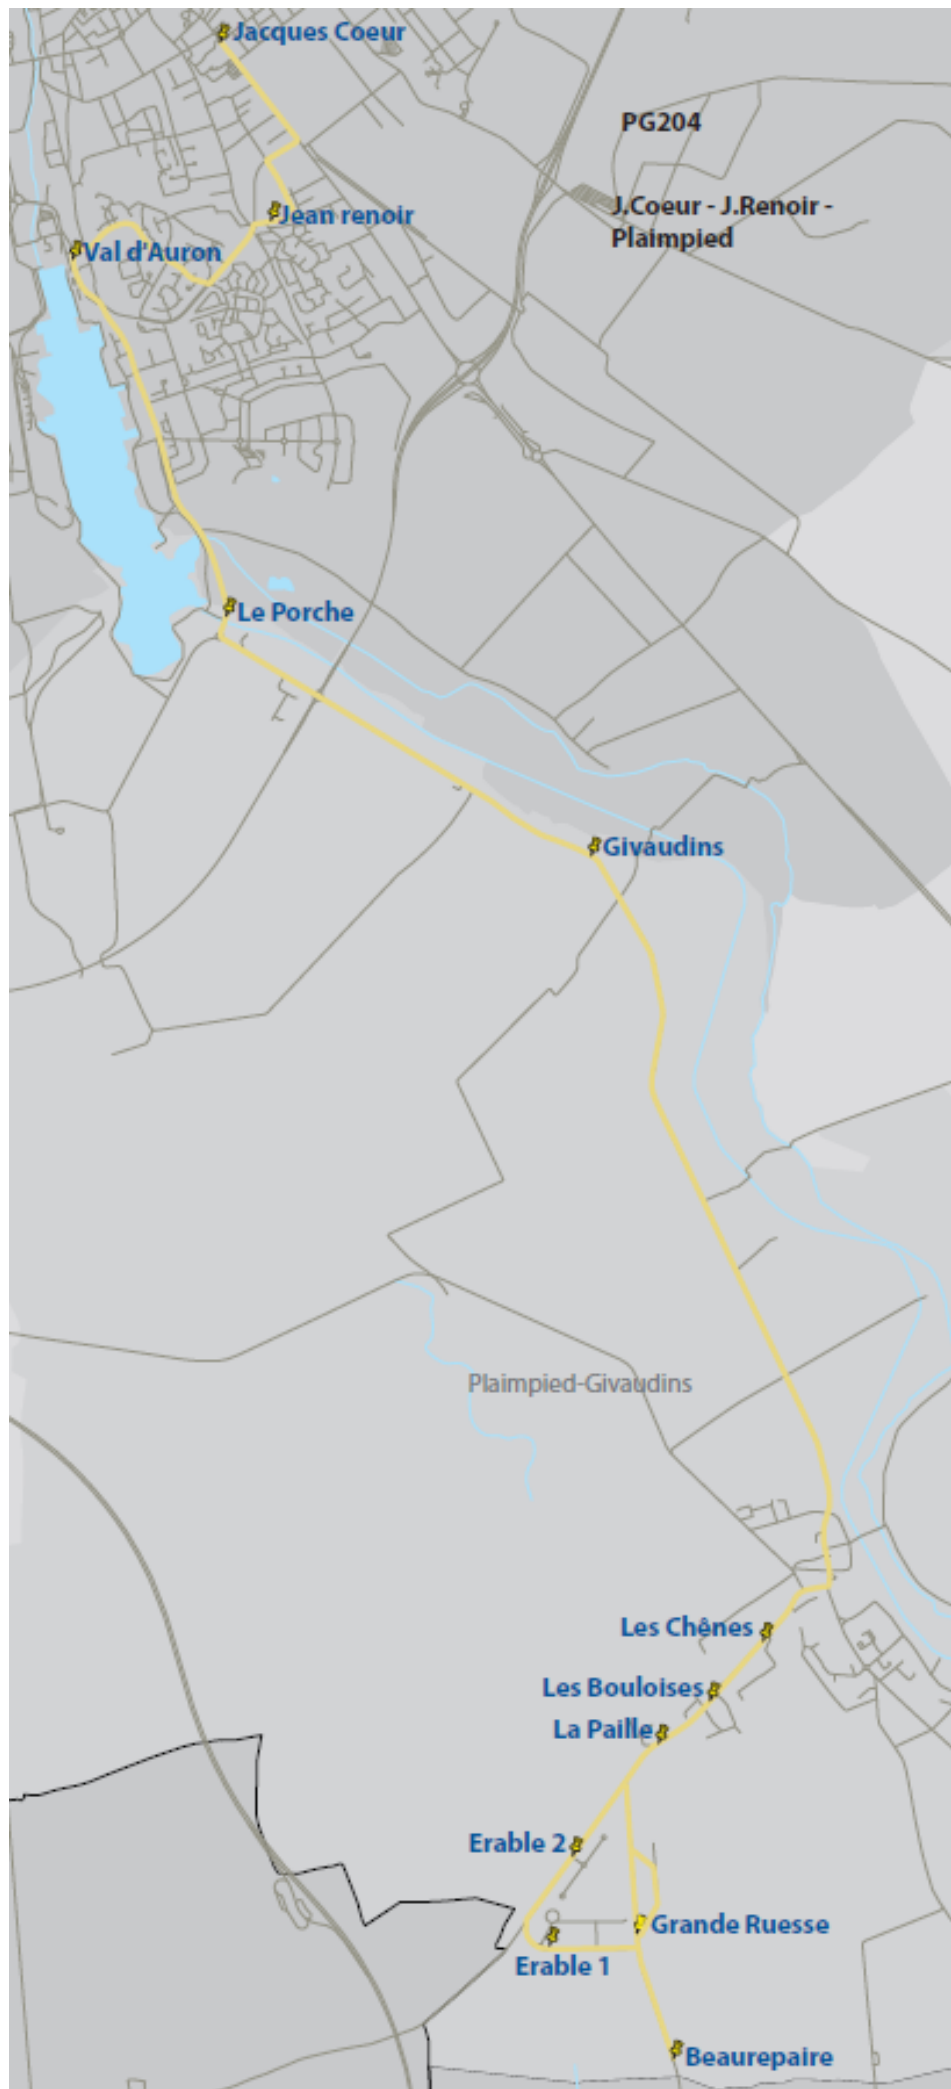 Jacques Coeur
PG204
J.Coeur - J.Renoir -
Plaimpied
Jean renoir
Val d'Auron
Le Porche
Givaudins
Plaimpied-Givaudins
Les Chênes
Les Bouloises
La Paille
Erable 2
Grande Ruesse
Erable 1
Beaurepaire